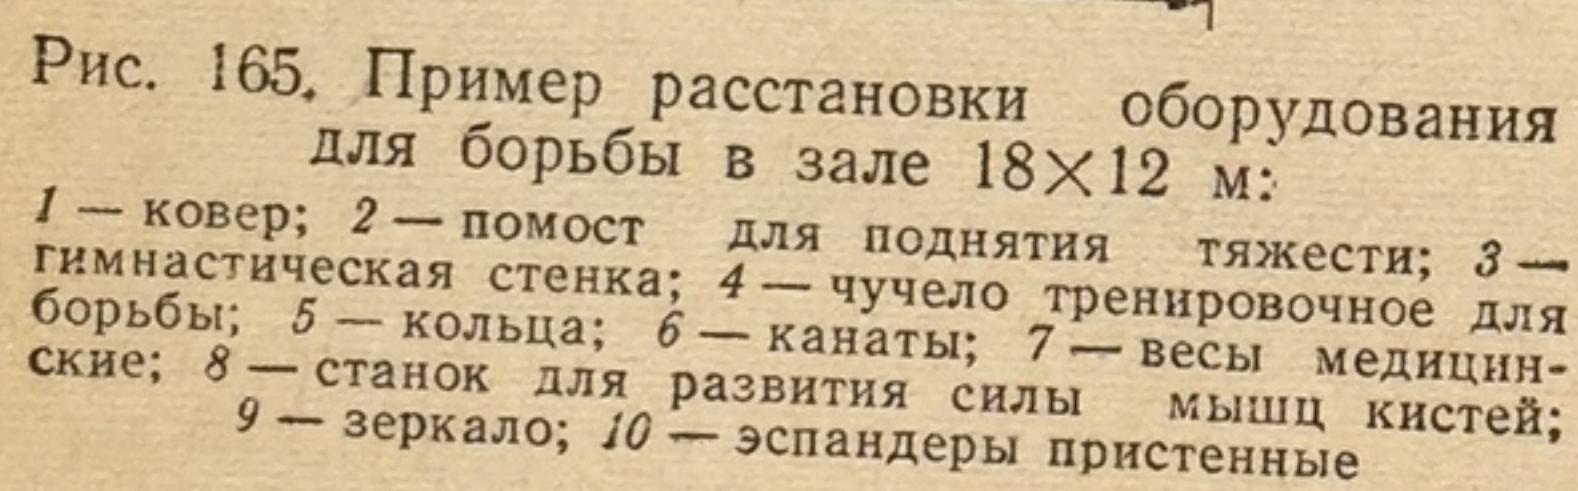 Рис. 165. Пример расстановки оборудования
для борьбы в зале 18×12 м:
1 — ковер; 2 — помост для поднятия тяжести; 3 —
гимнастическая стенка; 4 — чучело тренировочное для
борьбы; 5 — кольца; 6 — канаты; 7 — весы медицин-
ские; 8 — станок для развития силы мышц кистей;
9 — зеркало; 10 — эспандеры пристенные